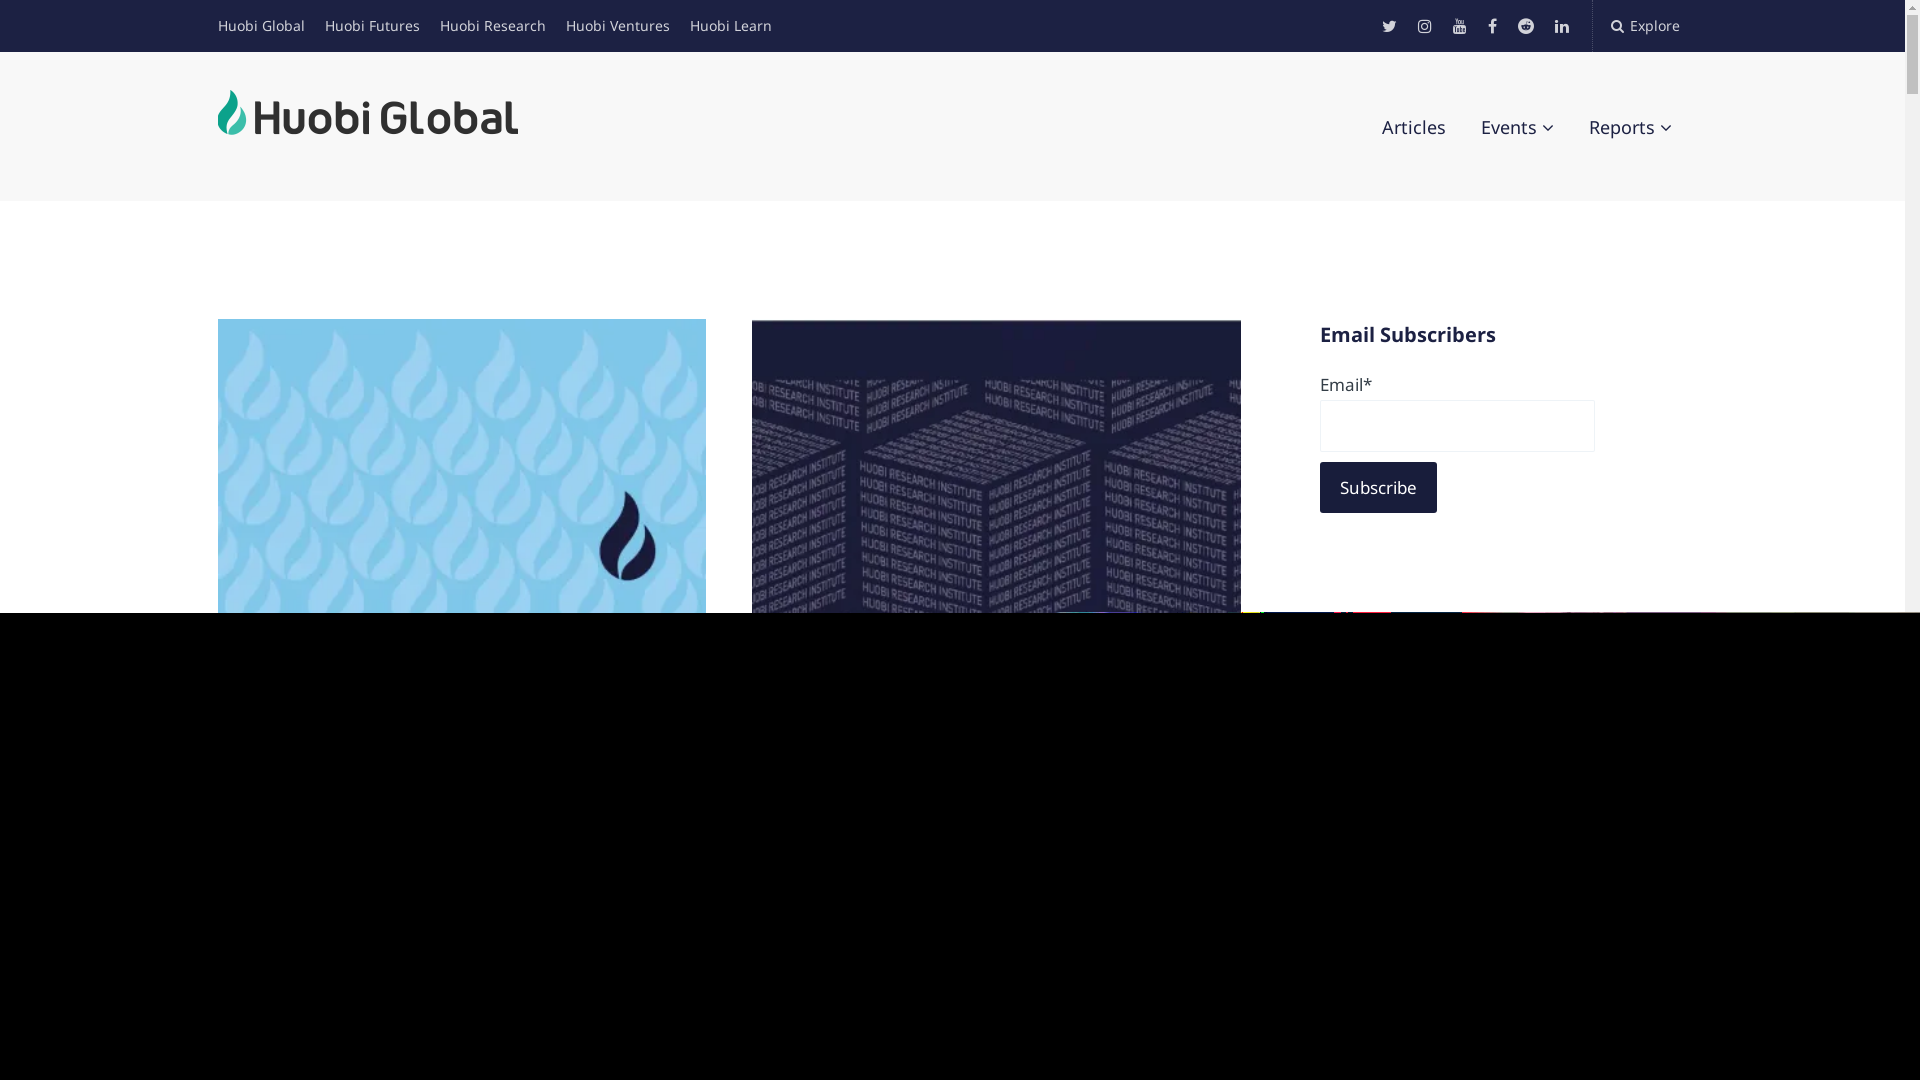 Huobi Global Huobi Futures Huobi Research Huobi Ventures Huobi Learn Explore
Huobi Global
Articles Events Reports
Email Subscribers
Email*
Subscribe
HUOBI RESEARCH INSTITUTE